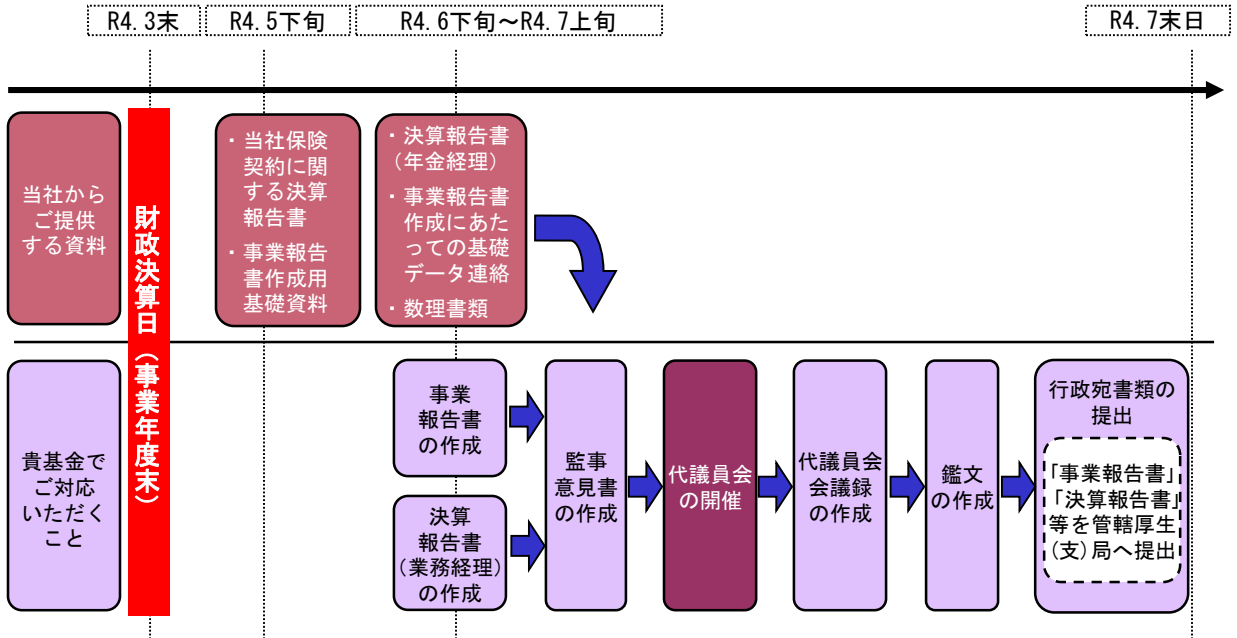 R4.3末
R4.5下旬
R4.6下旬～R4.7上旬
R4.7末日
当社から
ご提供
する資料
財政決算日（事業年度末）
・当社保険
契約に関
する決算
報告書
・事業報告
書作成用
基礎資料
・決算報告書
（年金経理）
・事業報告書
作成にあた
っての基礎
データ連絡
・数理書類
貴基金で
ご対応
いただく
こと
事業
報告書
の作成
決算
報告書
(業務経理)
の作成
監事
意見書
の作成
代議員会
の開催
代議員会
会議録
の作成
鑑文
の作成
行政宛書類の
提出
「事業報告書」
「決算報告書」
等を管轄厚生
(支)局へ提出